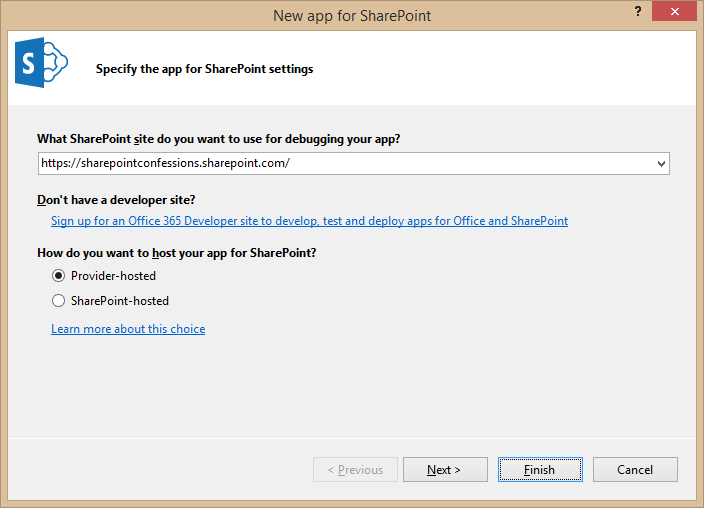 New app for SharePoint
?
S
Specify the app for SharePoint settings
What SharePoint site do you want to use for debugging your app?
https://sharepointconfessions.sharepoint.com/
Don't have a developer site?
Sign up for an Office 365 Developer site to develop, test and deploy apps for Office and SharePoint
How do you want to host your app for SharePoint?
Provider-hosted
SharePoint-hosted
Learn more about this choice
< Previous
Next >
Finish
Cancel